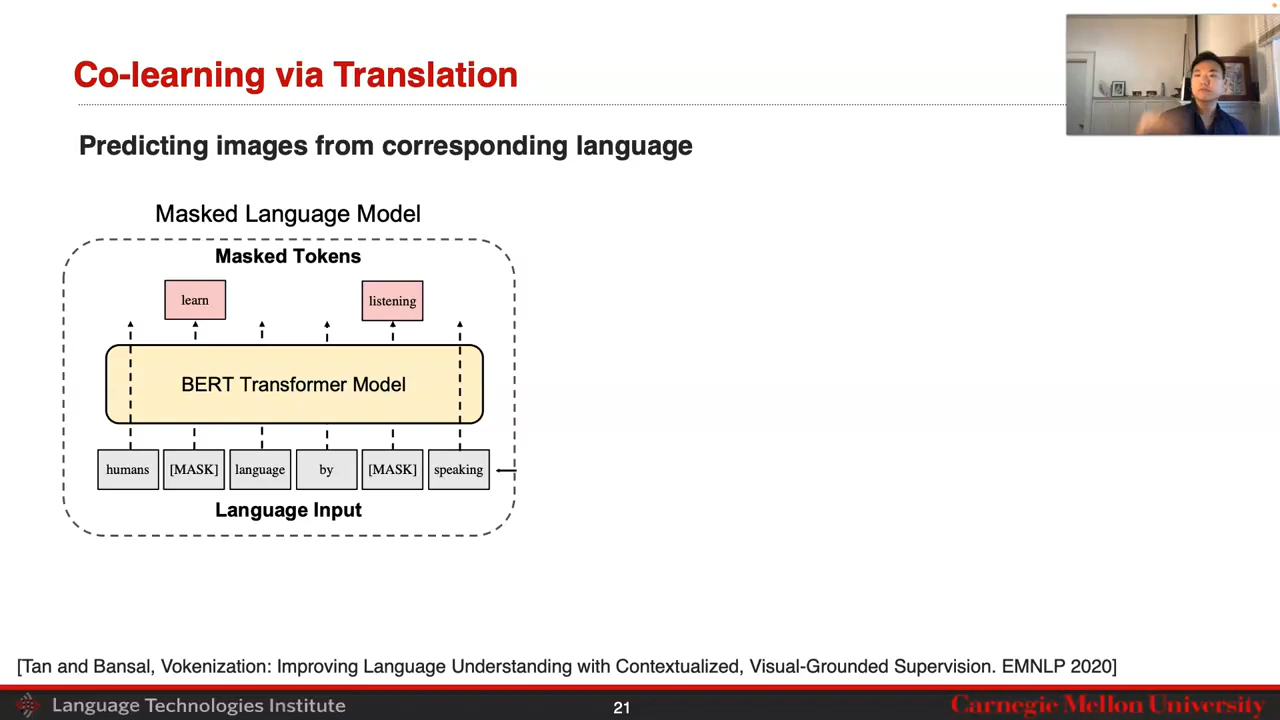 Co-learning via Translation
Predicting images from corresponding language
Masked Language Model
Masked Tokens
learn
listening
BERT Transformer Model
humans
[MASK]
language
by
[MASK]
speaking
Language Input
[Tan and Bansal, Vokenization: Improving Language Understanding with Contextualized, Visual-Grounded Supervision. EMNLP 2020]
Language Technologies Institute
21
Carnegie Mellon University